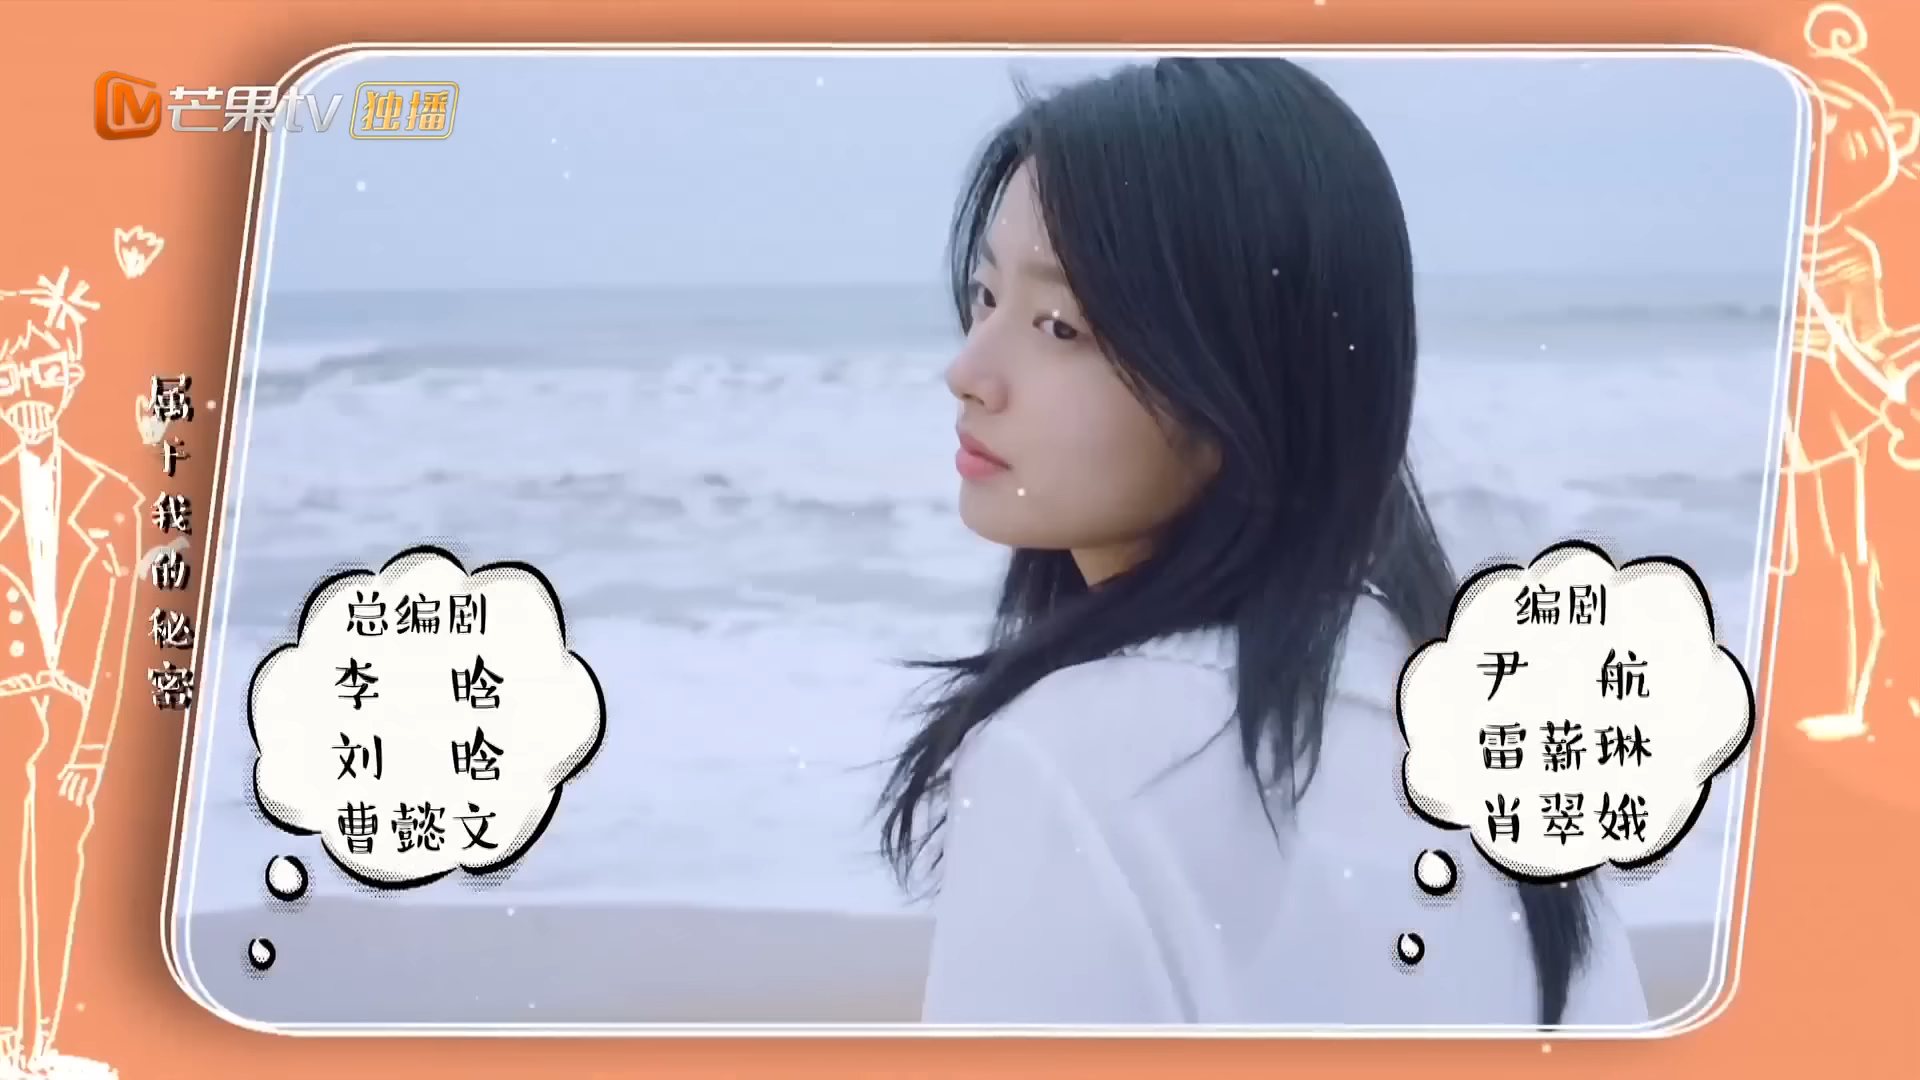 芒果tv 独播
属于我的秘密
总编剧
李晗
刘晗
曹懿文
编剧
尹航
雷薪琳
肖翠娥